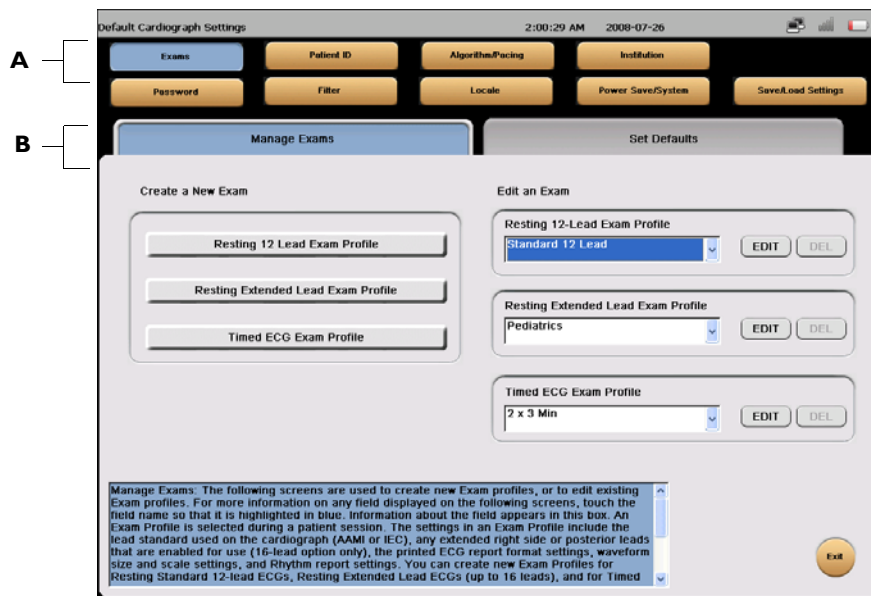 Default Cardiograph Settings 2:00:29 AM 2008-07-26
A
Exams Patient ID Algorithm/Pacing Institution
Password Filter Locale Power Save/System Save/Load Settings
B
Manage Exams Set Defaults
Create a New Exam
Resting 12 Lead Exam Profile
Resting Extended Lead Exam Profile
Timed ECG Exam Profile
Edit an Exam
Resting 12-Lead Exam Profile
Standard 12 Lead EDIT DEL
Resting Extended Lead Exam Profile
Pediatrics EDIT DEL
Timed ECG Exam Profile
2 x 3 Min EDIT DEL
Manage Exams: The following screens are used to create new Exam profiles, or to edit existing
Exam profiles. For more information on any field displayed on the following screens, touch the
field name so that it is highlighted in blue. Information about the field appears in this box. An
Exam Profile is selected during a patient session. The settings in an Exam Profile include the
lead standard used on the cardiograph (AAMI or IEC), any extended right side or posterior leads
that are enabled for use (16-lead option only), the printed ECG report format settings, waveform
size and scale settings, and Rhythm report settings. You can create new Exam Profiles for
Resting Standard 12-lead ECGs, Resting Extended Lead ECGs (up to 16 leads), and for Timed
Exit